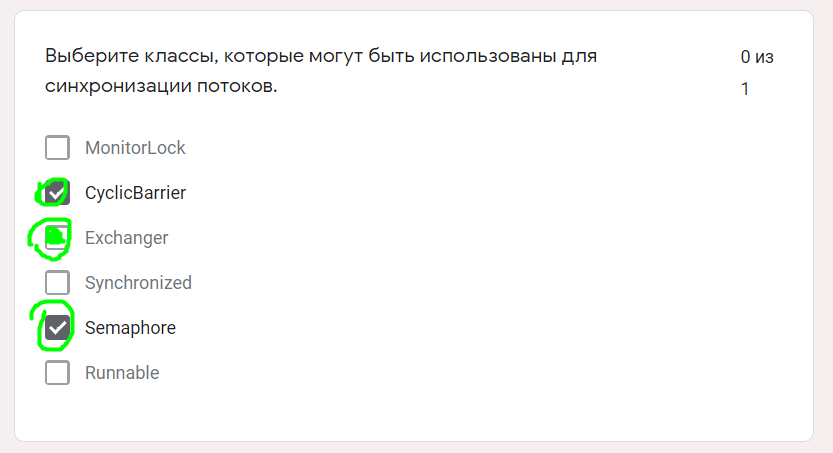 Выберите классы, которые могут быть использованы для
синхронизации потоков.
0 из
1
MonitorLock
CyclicBarrier
Exchanger
Synchronized
Semaphore
Runnable